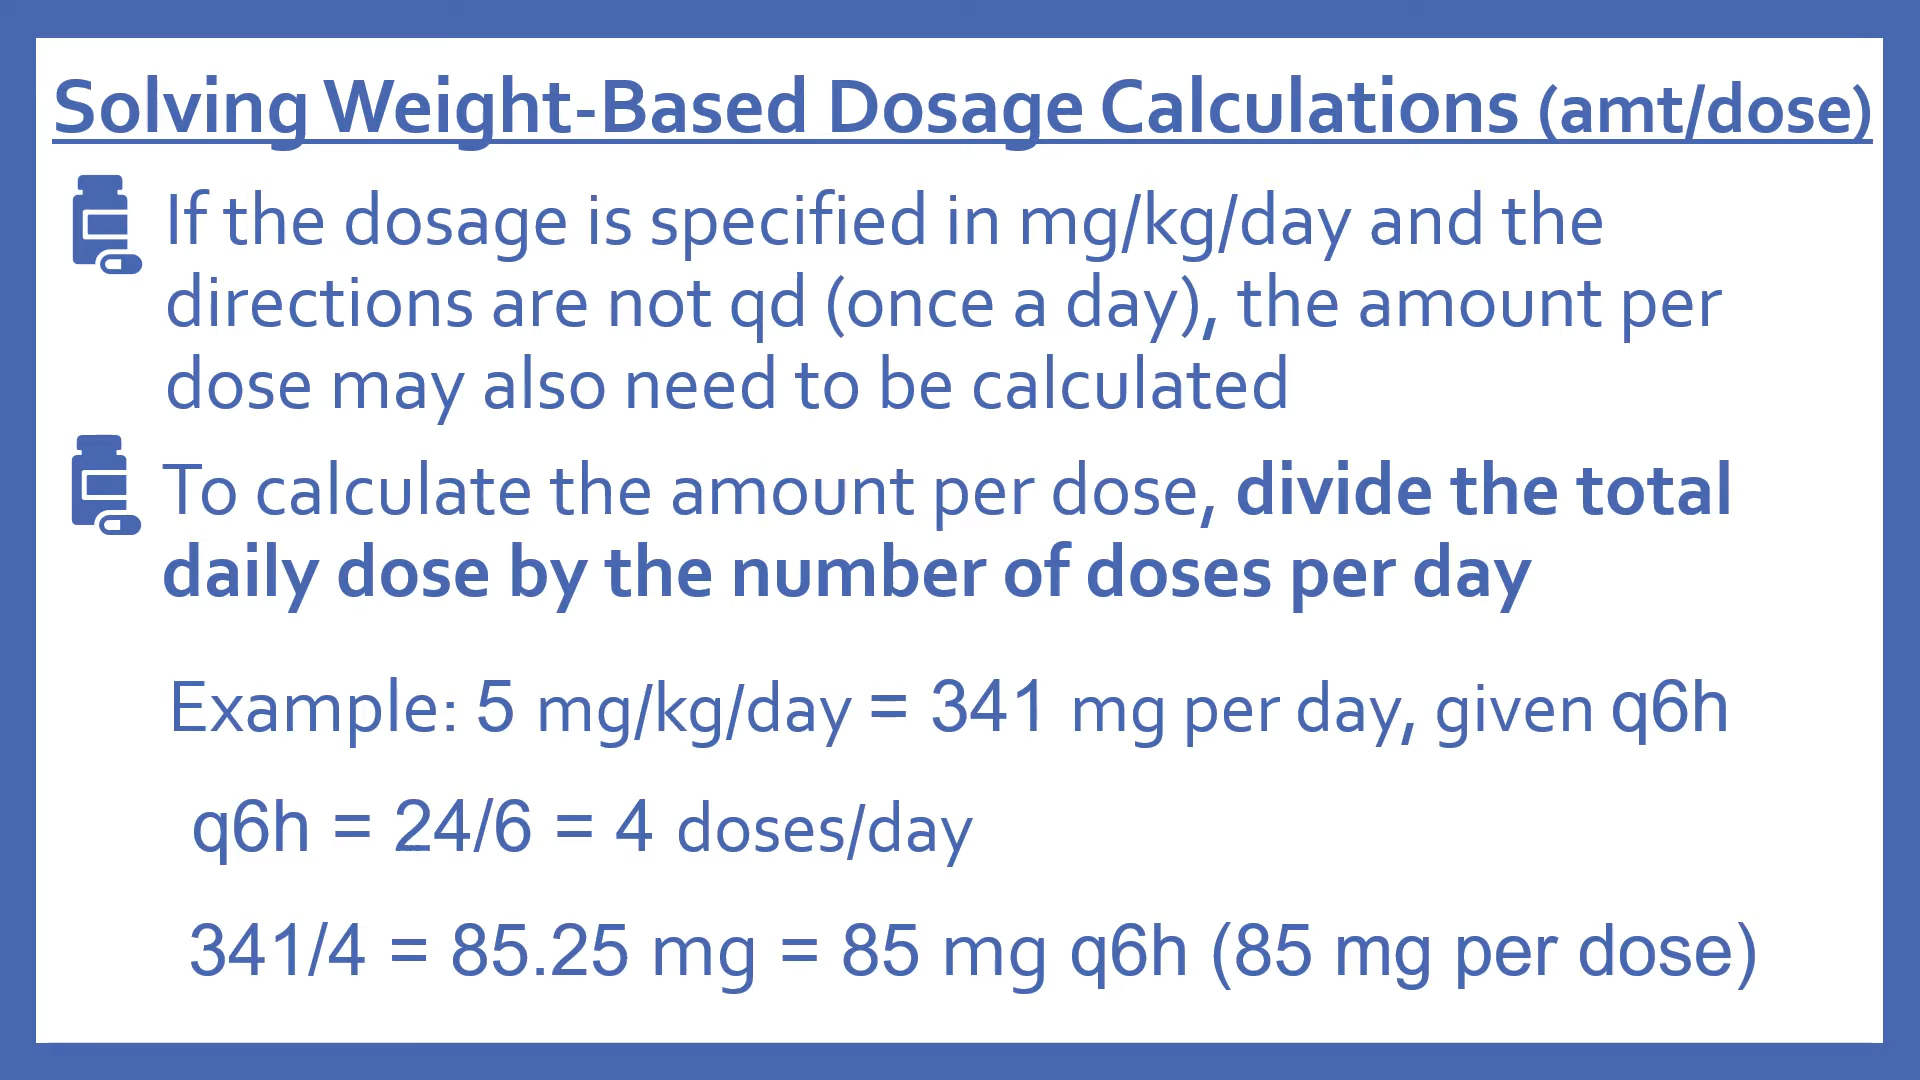 Solving Weight-Based Dosage Calculations (amt/dose)
If the dosage is specified in mg/kg/day and the
directions are not qd (once a day), the amount per
dose may also need to be calculated
To calculate the amount per dose, divide the total
daily dose by the number of doses per day
Example: 5 mg/kg/day = 341 mg per day, given q6h
q6h = 24/6 = 4 doses/day
341/4 = 85.25 mg = 85 mg q6h (85 mg per dose)